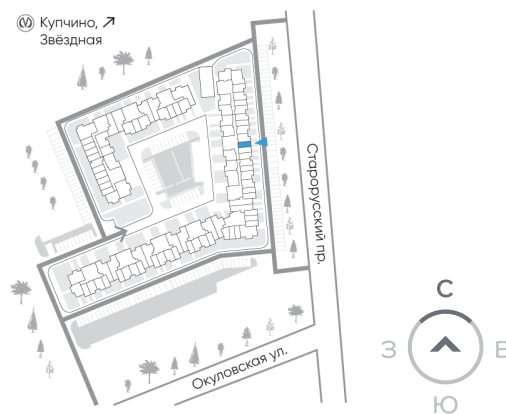 Купчино, ↗
Звёздная
Старорусский пр.
Окуловская ул.
С
З
В
Ю